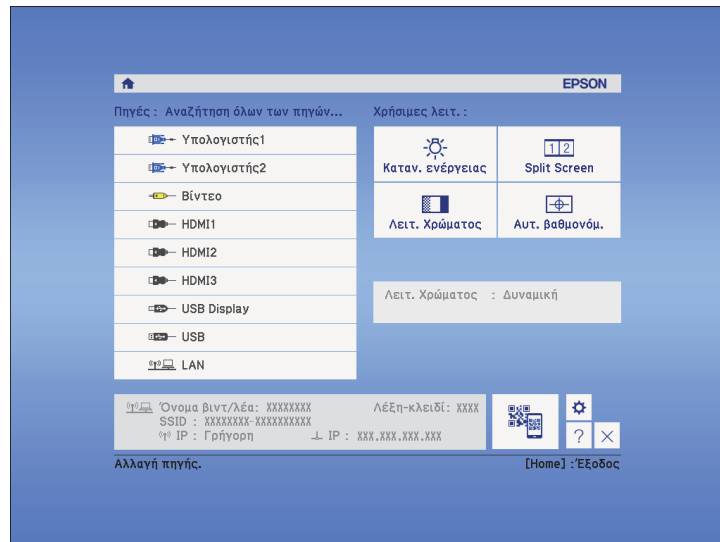 EPSON
Πηγές : Αναζήτηση όλων των πηγών...
Υπολογιστής1
Υπολογιστής2
Βίντεο
HDMI1
HDMI2
HDMI3
USB Display
USB
LAN
Χρήσιμες λειτ. :
Καταν. ενέργειας
1 2
Split Screen
Λειτ. Χρώματος
Αυτ. βαθμονόμ.
Λειτ. Χρώματος : Δυναμική
Όνομα βιντ/λέα: XXXXXXXX Λέξη-κλειδί: XXXX
SSID : XXXXXXXX-XXXXXXXXXX
IP : Γρήγορη IP : XXX.XXX.XXX.XXX
?
Αλλαγή πηγής. [Home] :Έξοδος